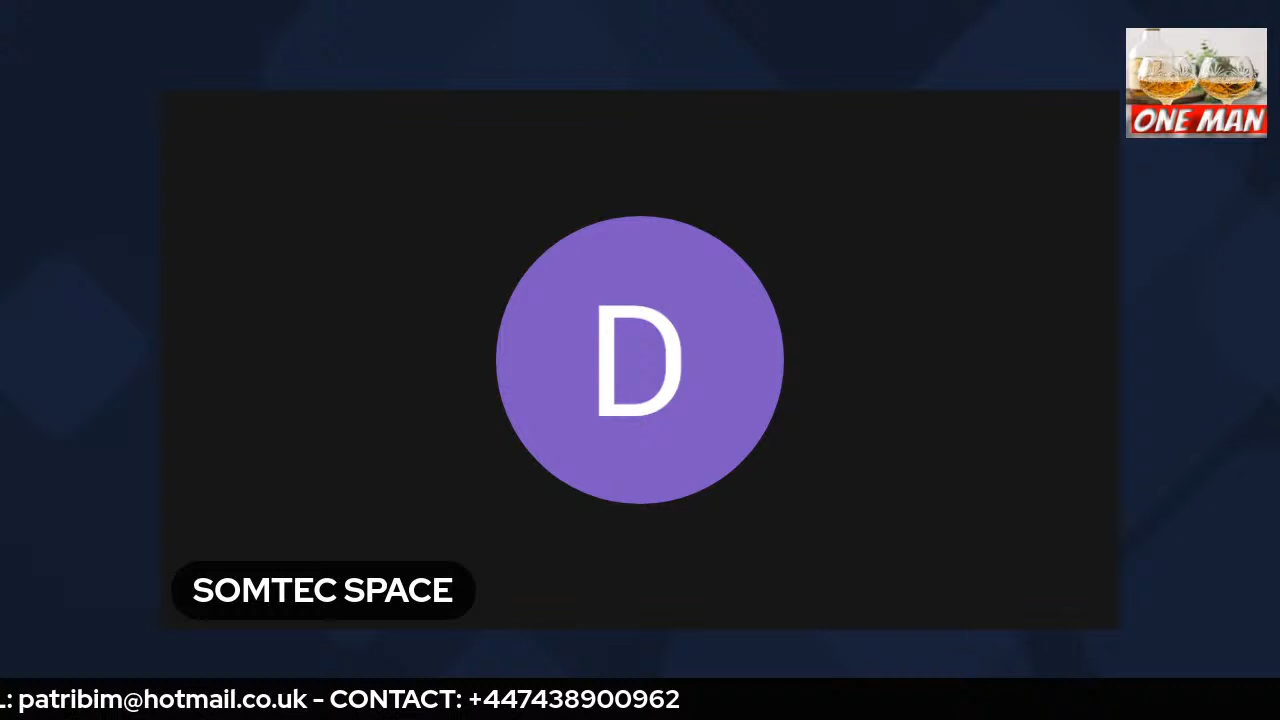 ONE MAN
D
SOMTEC SPACE
L: patribim@hotmail.co.uk - CONTACT: +447438900962